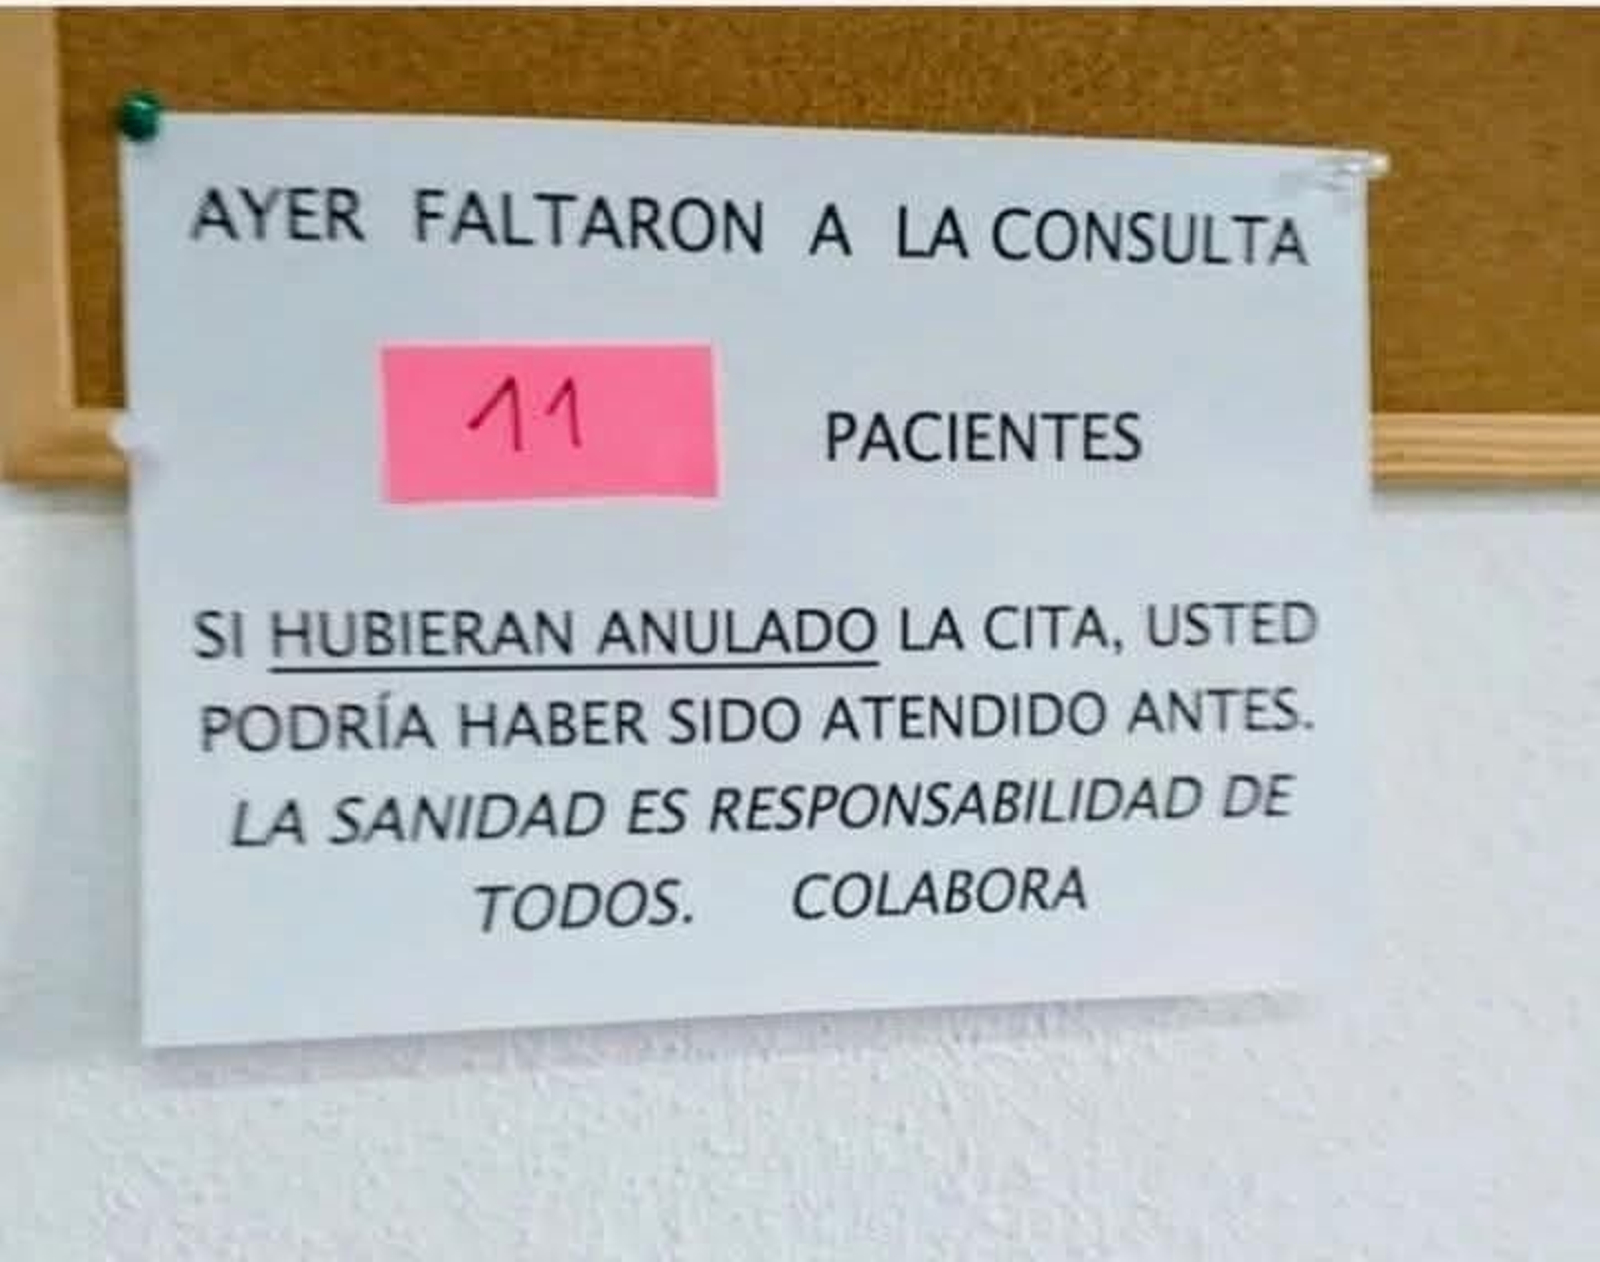 AYER FALTARON A LA CONSULTA
11 PACIENTES
SI HUBIERAN ANULADO LA CITA, USTED
PODRÍA HABER SIDO ATENDIDO ANTES.
LA SANIDAD ES RESPONSABILIDAD DE
TODOS. COLABORA